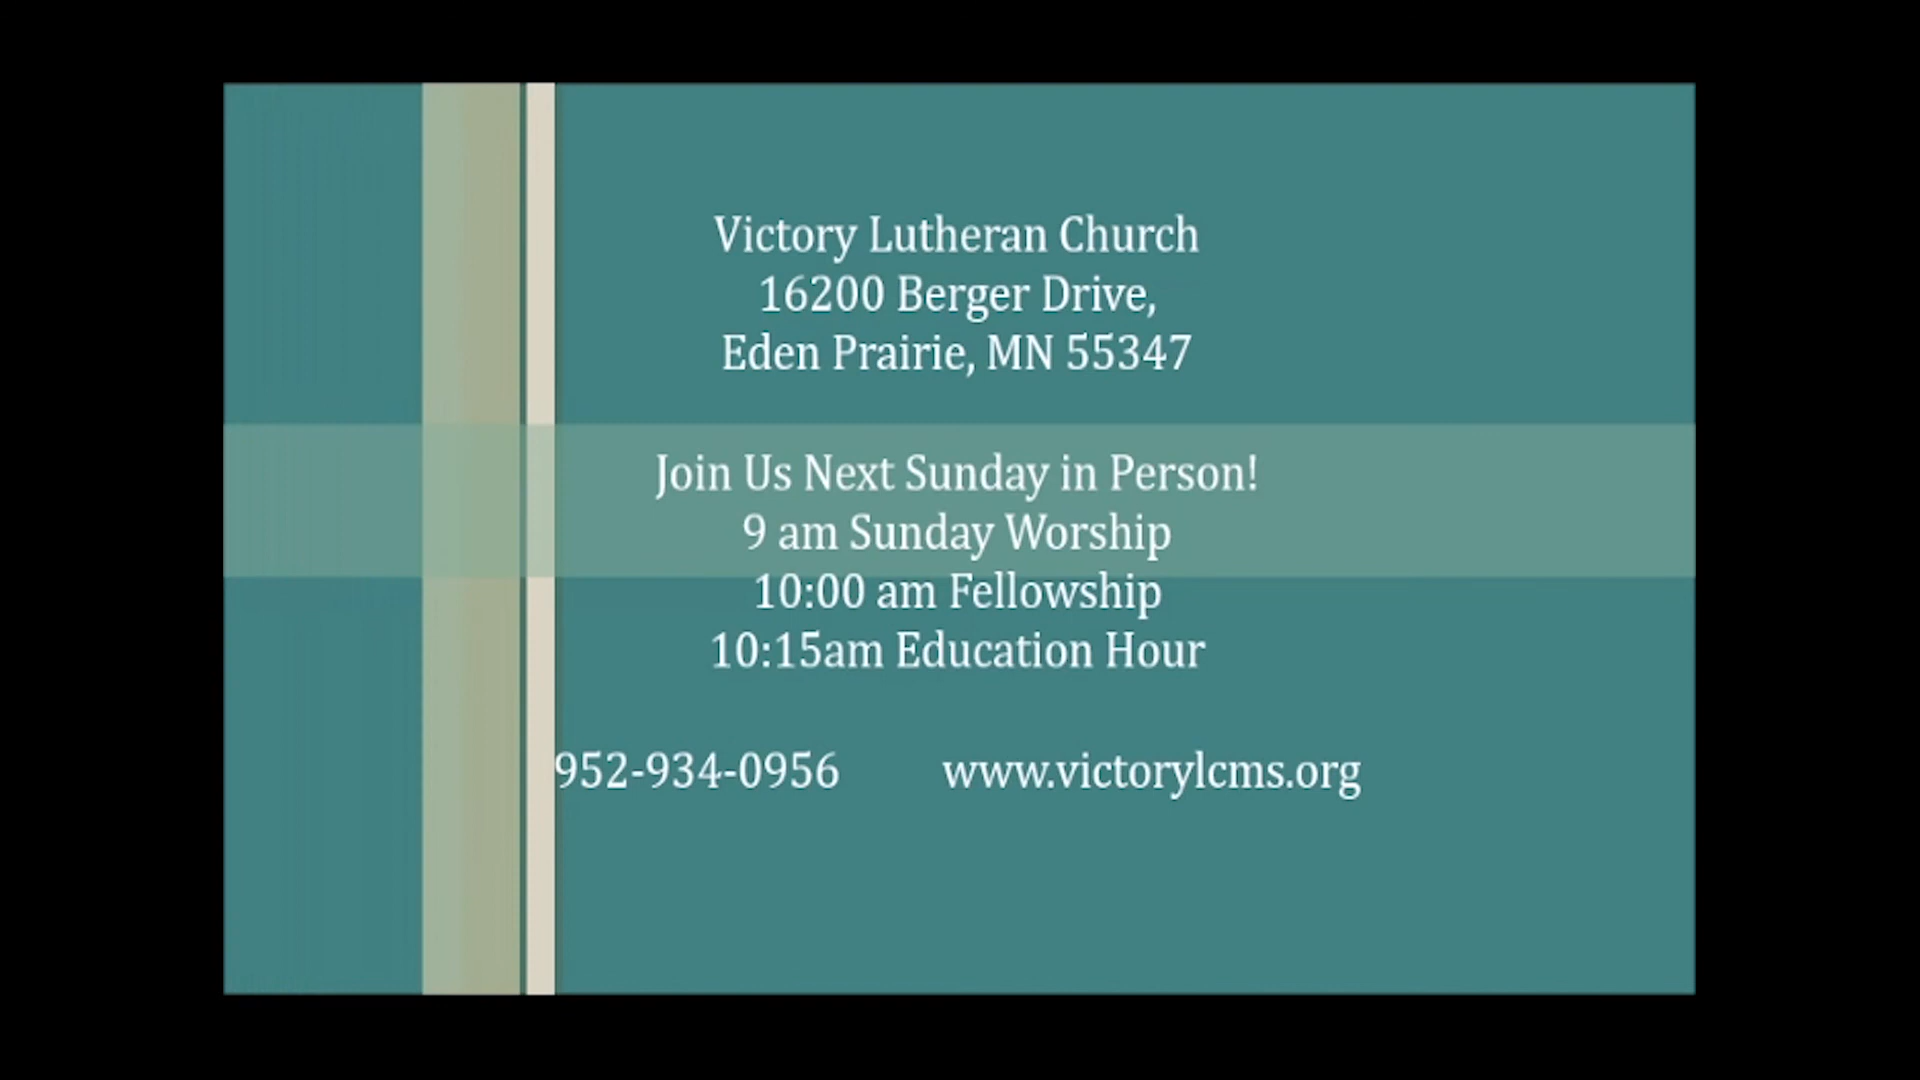 Victory Lutheran Church
16200 Berger Drive,
Eden Prairie, MN 55347
Join Us Next Sunday in Person!
9 am Sunday Worship
10:00 am Fellowship
10:15am Education Hour
952-934-0956 www.victorylcms.org